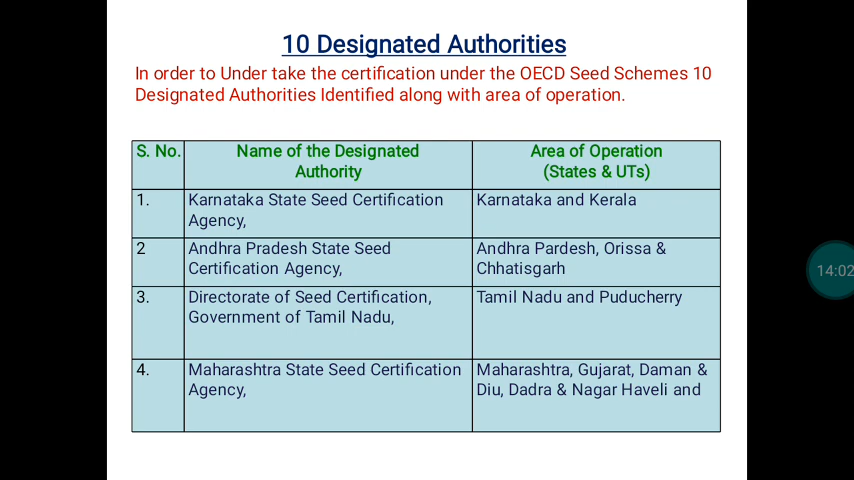 10 Designated Authorities
In order to Under take the certification under the OECD Seed Schemes 10
Designated Authorities Identified along with area of operation.
S. No.
Name of the Designated
Authority
Area of Operation
(States & UTs)
1.
Karnataka State Seed Certification
Agency,
Karnataka and Kerala
2
Andhra Pradesh State Seed
Certification Agency,
Andhra Pardesh, Orissa &
Chhatisgarh
3.
Directorate of Seed Certification,
Government of Tamil Nadu,
Tamil Nadu and Puducherry
4.
Maharashtra State Seed Certification
Agency,
Maharashtra, Gujarat, Daman &
Diu, Dadra & Nagar Haveli and
14:02